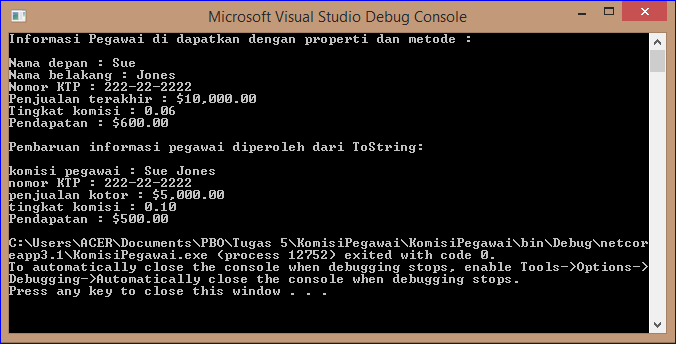 Microsoft Visual Studio Debug Console
Informasi Pegawai di dapatkan dengan properti dan metode :
Nama depan : Sue
Nama belakang : Jones
Nomor KTP : 222-22-2222
Penjualan terakhir : $10,000.00
Tingkat komisi : 0.06
Pendapatan : $600.00
Pembaruan informasi pegawai diperoleh dari ToString:
komisi pegawai : Sue Jones
nomor KTP : 222-22-2222
penjualan kotor : $5,000.00
tingkat komisi : 0.10
Pendapatan : $500.00
C:\Users\ACER\Documents\PBO\Tugas 5\KomisiPegawai\KomisiPegawai\bin\Debug\netcor
eapp3.1\KomisiPegawai.exe (process 12752) exited with code 0.
To automatically close the console when debugging stops, enable Tools->Options->
Debugging->Automatically close the console when debugging stops.
Press any key to close this window . . .